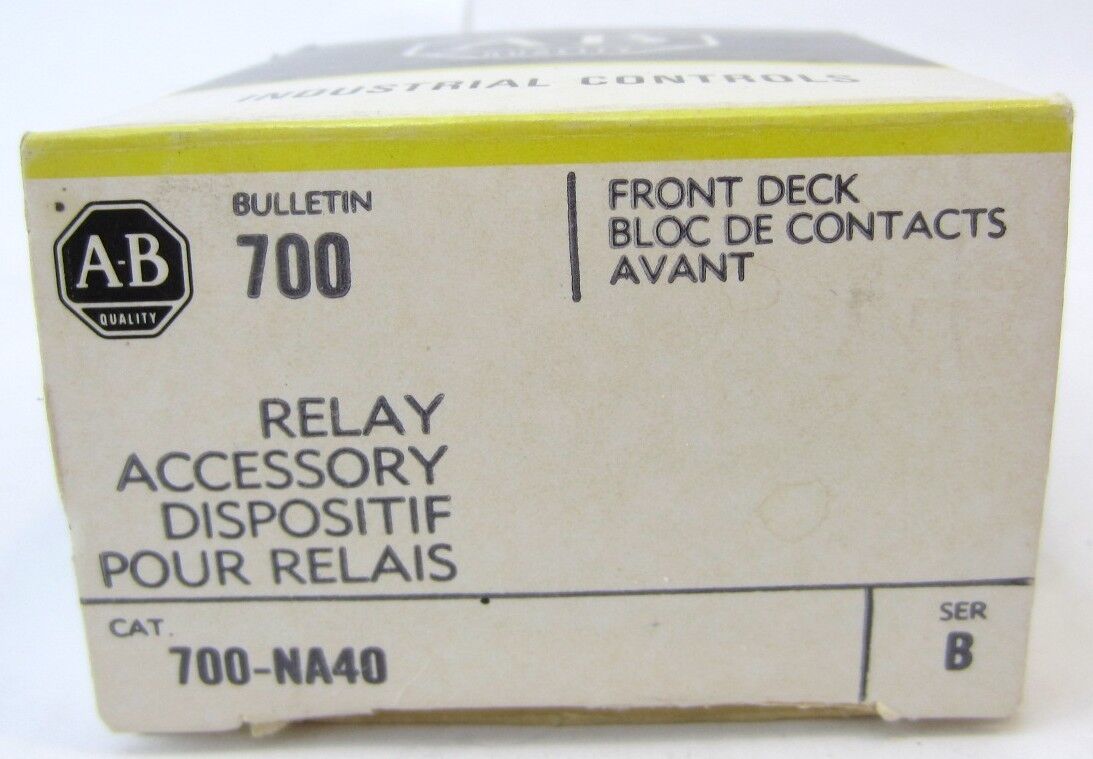 A-B
QUALITY
INDUSTRIAL CONTROLS
A-B
QUALITY
BULLETIN
700
FRONT DECK
BLOC DE CONTACTS
AVANT
RELAY
ACCESSORY
DISPOSITIF
POUR RELAIS
CAT.
700-NA40
SER
B